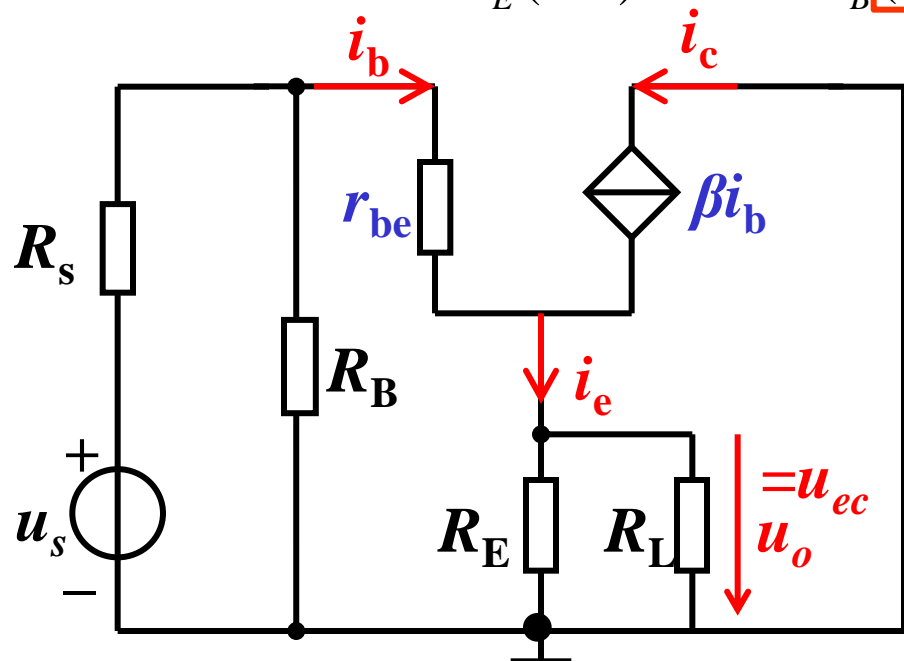 E
B
i_b
i_c
r_be
βi_b
R_s
R_B
i_e
+
=u_ec
u_s
R_E
R_L
u_o
−